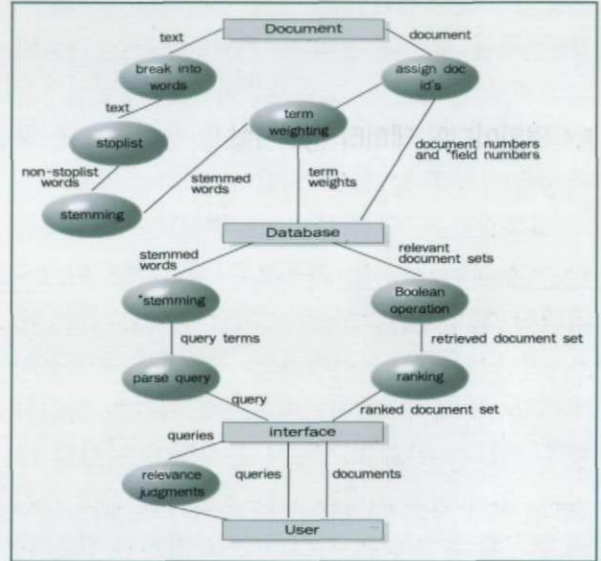 Document
text
document
break into
words
assign doc
id's
text
term
weighting
stoplist
document numbers
and *field numbers
non-stoplist
words
stemmed
words
term
weights
stemming
Database
stemmed
words
relevant
document sets
*stemming
Boolean
operation
query terms
retrieved document set
parse query
ranking
query
ranked document set
interface
queries
relevance
judgments
queries
documents
User